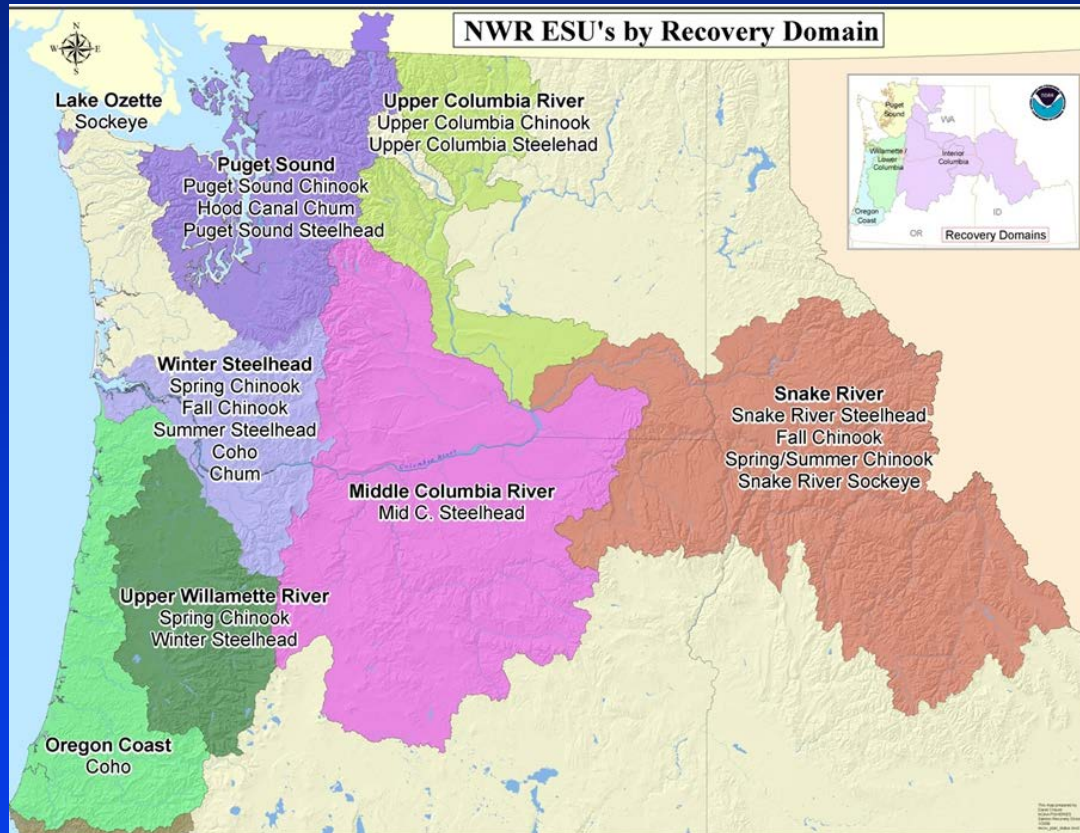 NWR ESU's by Recovery Domain
N
W E
S
Lake Ozette
Sockeye
Puget Sound
Puget Sound Chinook
Hood Canal Chum
Puget Sound Steelhead
Upper Columbia River
Upper Columbia Chinook
Upper Columbia Steelehad
Puget
Sound
WA
Willamette /
Lower
Columbia
Interior
Columbia
Oregon
Coast
OR
ID
Recovery Domains
Winter Steelhead
Spring Chinook
Fall Chinook
Summer Steelhead
Coho
Chum
Columbia River
Snake River
Snake River Steelhead
Fall Chinook
Spring/Summer Chinook
Snake River Sockeye
Middle Columbia River
Mid C. Steelhead
Upper Willamette River
Spring Chinook
Winter Steelhead
Oregon Coast
Coho